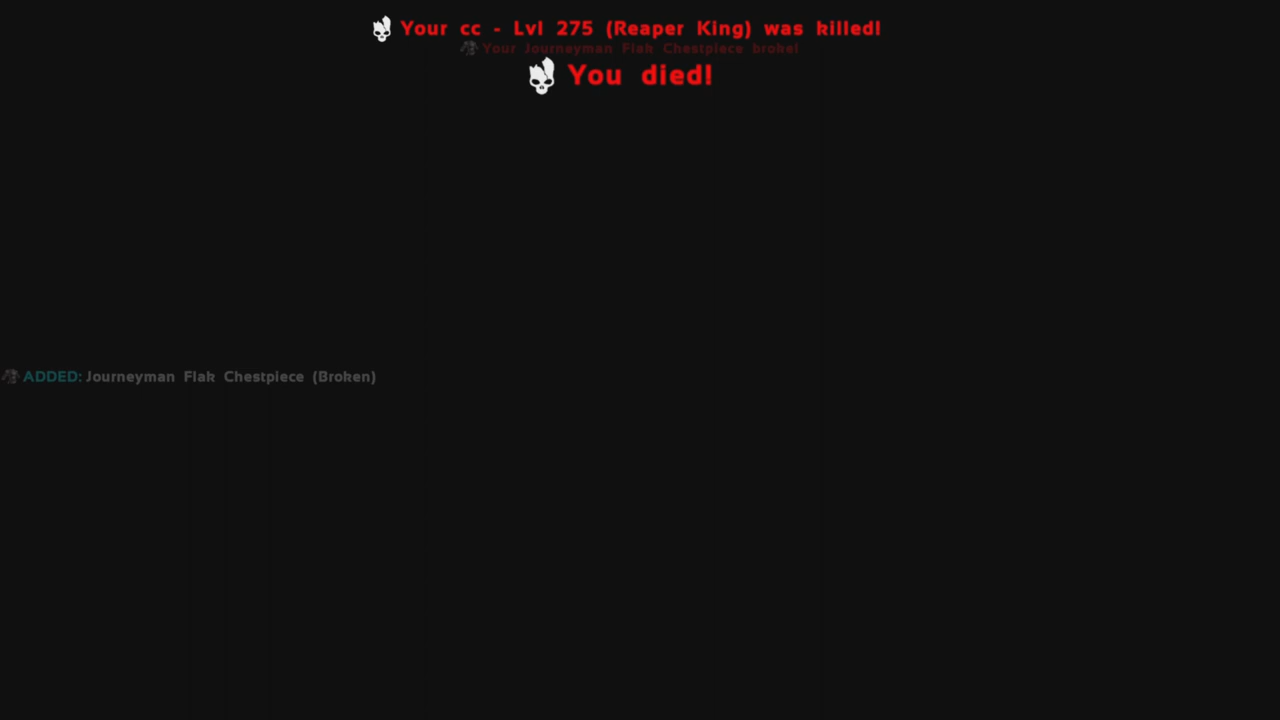 Your cc - Lvl 275 (Reaper King) was killed!
Your Journeyman Flak Chestpiece broke!
You died!
ADDED: Journeyman Flak Chestpiece (Broken)